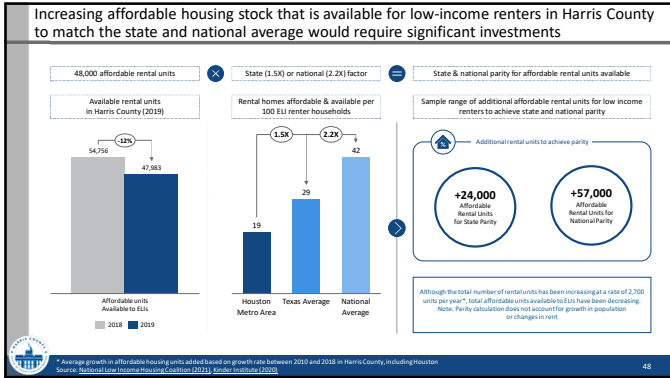 Increasing affordable housing stock that is available for low-income renters in Harris County
to match the state and national average would require significant investments
48,000 affordable rental units
State (1.5X) or national (2.2X) factor
State & national parity for affordable rental units available
Available rental units
in Harris County (2019)
Rental homes affordable & available per
100 ELI renter households
Sample range of additional affordable rental units for low income
renters to achieve state and national parity
-12%
54,756
47,983
Affordable units
Available to ELIs
2018
2019
1.5X
2.2X
19
29
42
Houston
Metro Area
Texas Average
National
Average
Additional rental units to achieve parity
%
+24,000
Affordable
Rental Units
for State Parity
+57,000
Affordable
Rental Units for
National Parity
Although the total number of rental units has been increasing at a rate of 2,700
units per year*, total affordable units available to ELIs have been decreasing.
Note: Parity calculation does not account for growth in population
or changes in rent
HARRIS COUNTY
* Average growth in affordable housing units added based on growth rate between 2010 and 2018 in Harris County, including Houston
Source: National Low Income Housing Coalition (2021), Kinder Institute (2020)
48